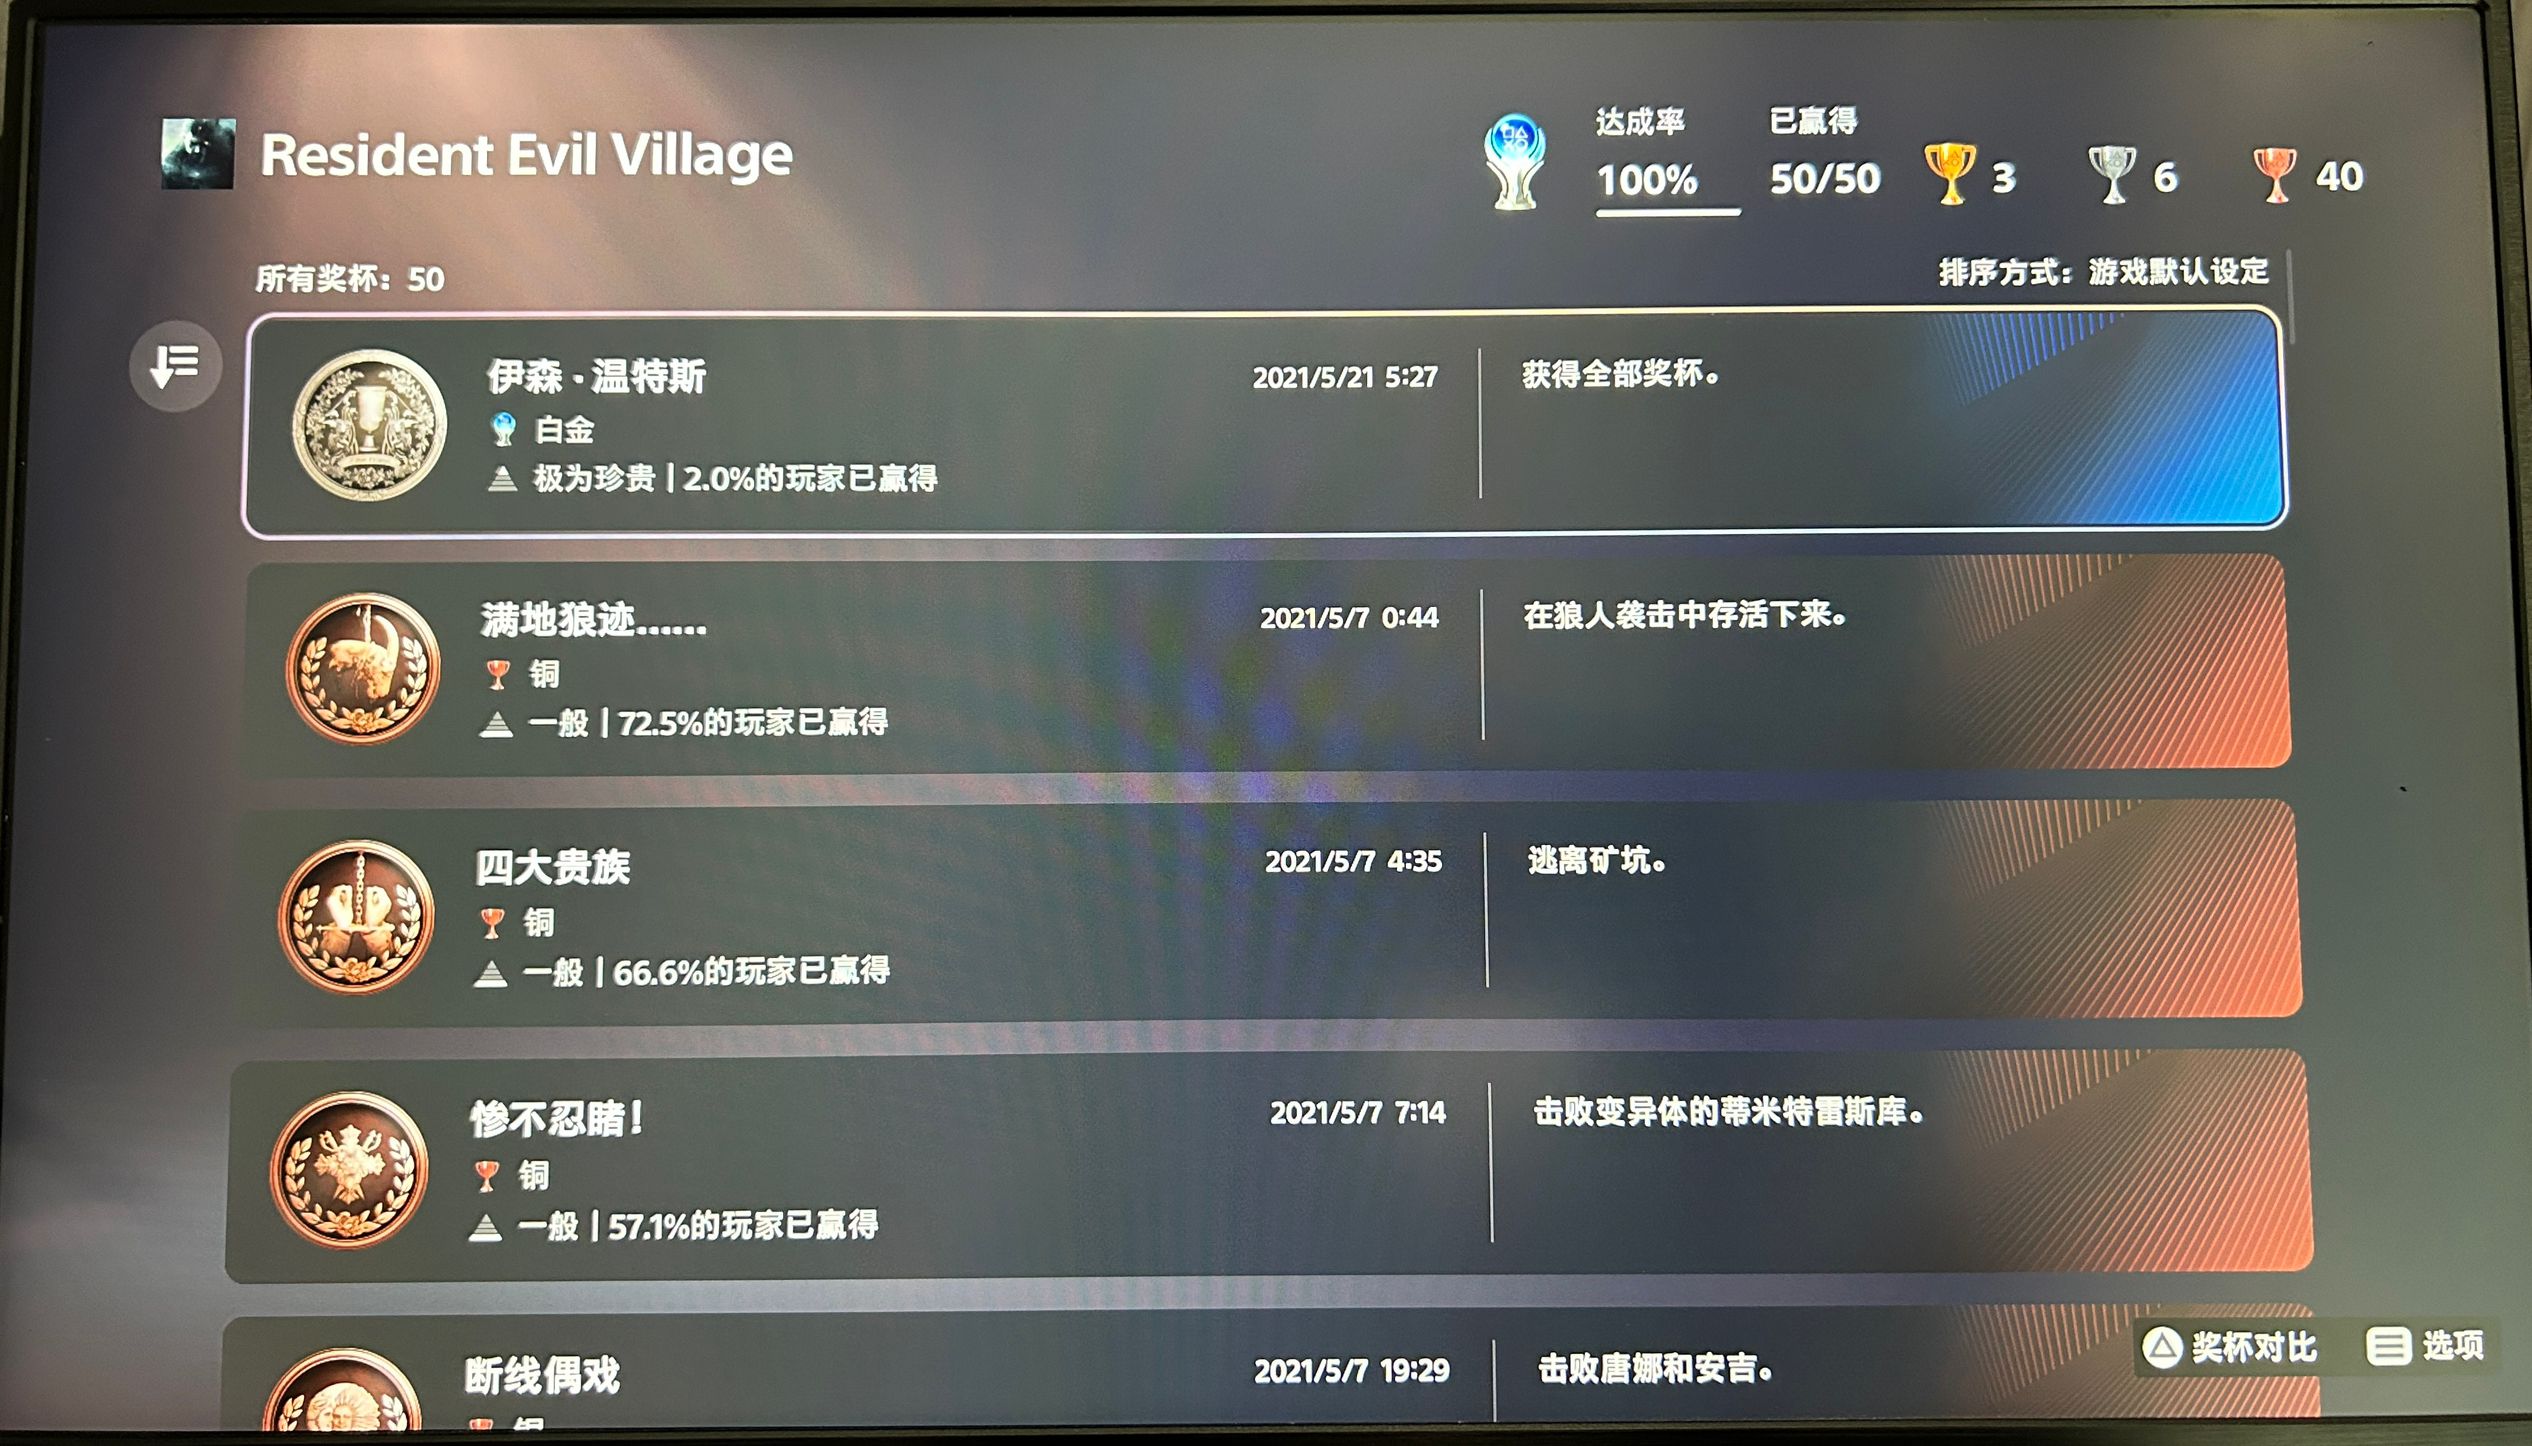 Resident Evil Village
达成率
100%
已赢得
50/50
3
6
40
所有奖杯：50
排序方式：游戏默认设定
伊森·温特斯
2021/5/21 5:27
获得全部奖杯。
白金
极为珍贵 | 2.0%的玩家已赢得
满地狼迹……
2021/5/7 0:44
在狼人袭击中存活下来。
铜
一般 | 72.5%的玩家已赢得
四大贵族
2021/5/7 4:35
逃离矿坑。
铜
一般 | 66.6%的玩家已赢得
惨不忍睹！
2021/5/7 7:14
击败变异体的蒂米特雷斯库。
铜
一般 | 57.1%的玩家已赢得
断线偶戏
2021/5/7 19:29
击败唐娜和安吉。
铜
奖杯对比
选项